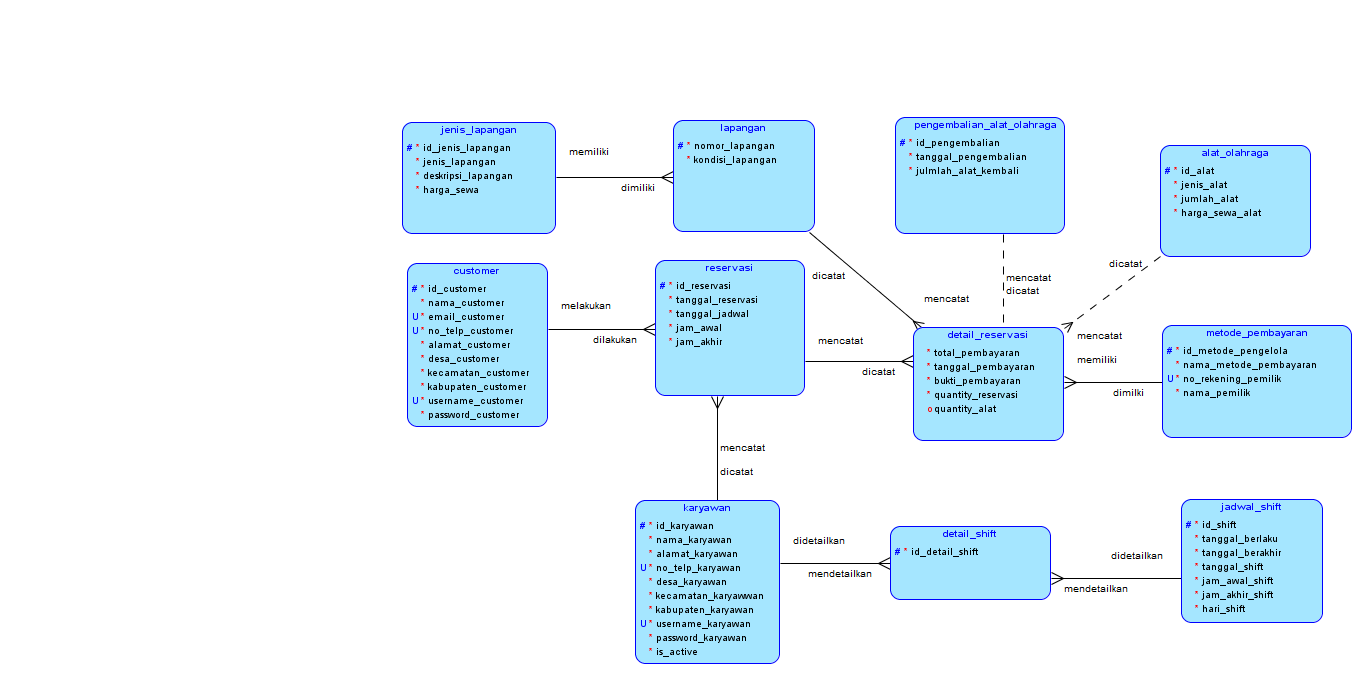 jenis_lapangan
# * id_jenis_lapangan
* jenis_lapangan
* deskripsi_lapangan
* harga_sewa
memiliki
dimiliki
lapangan
# * nomor_lapangan
* kondisi_lapangan
pengembalian_alat_olahraga
# * id_pengembalian
* tanggal_pengembalian
* julmlah_alat_kembali
alat_olahraga
# * id_alat
* jenis_alat
* jumlah_alat
* harga_sewa_alat
customer
# * id_customer
* nama_customer
U * email_customer
U * no_telp_customer
* alamat_customer
* desa_customer
* kecamatan_customer
* kabupaten_customer
U * username_customer
* password_customer
melakukan
dilakukan
reservasi
# * id_reservasi
* tanggal_reservasi
* tanggal_jadwal
* jam_awal
* jam_akhir
dicatat
mencatat
mencatat
dicatat
dicatat
mencatat
mencatat
dicatat
detail_reservasi
* total_pembayaran
* tanggal_pembayaran
* bukti_pembayaran
* quantity_reservasi
o quantity_alat
memiliki
dimilki
metode_pembayaran
# * id_metode_pengelola
* nama_metode_pembayaran
U * no_rekening_pemilik
* nama_pemilik
mencatat
dicatat
karyawan
# * id_karyawan
* nama_karyawan
* alamat_karyawan
U * no_telp_karyawan
* desa_karyawan
* kecamatan_karyawwan
* kabupaten_karyawan
U * username_karyawan
* password_karyawan
* is_active
didetailkan
mendetailkan
detail_shift
# * id_detail_shift
didetailkan
mendetailkan
jadwal_shift
# * id_shift
* tanggal_berlaku
* tanggal_berakhir
* tanggal_shift
* jam_awal_shift
* jam_akhir_shift
* hari_shift